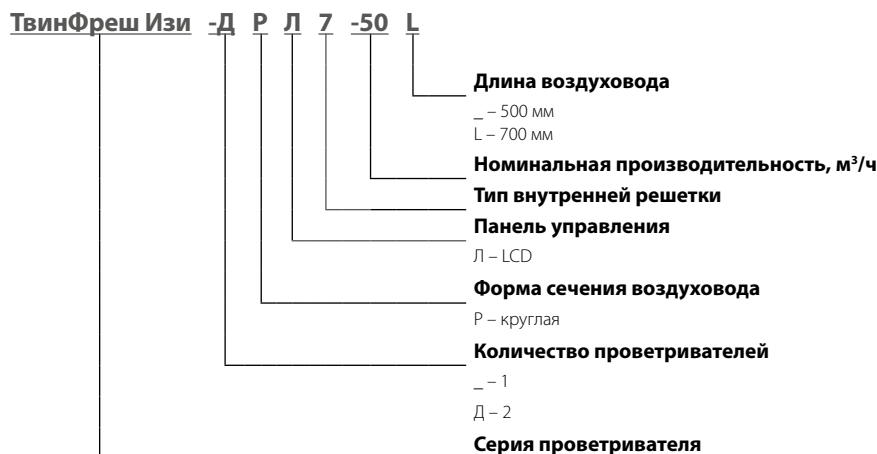 ТвинФреш Изи -Д Р Л 7 -50 L
Длина воздуховода
_ – 500 мм
L – 700 мм
Номинальная производительность, м³/ч
Тип внутренней решетки
Панель управления
Л – LCD
Форма сечения воздуховода
Р – круглая
Количество проветривателей
_ – 1
Д – 2
Серия проветривателя